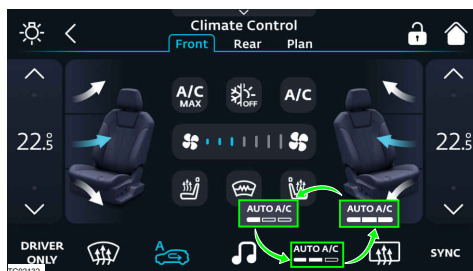 Climate Control
Front Rear Plan
A/C
MAX
OFF
A/C
22.5°
22.5°
AUTO A/C
AUTO A/C
AUTO A/C
DRIVER
ONLY
A
SYNC